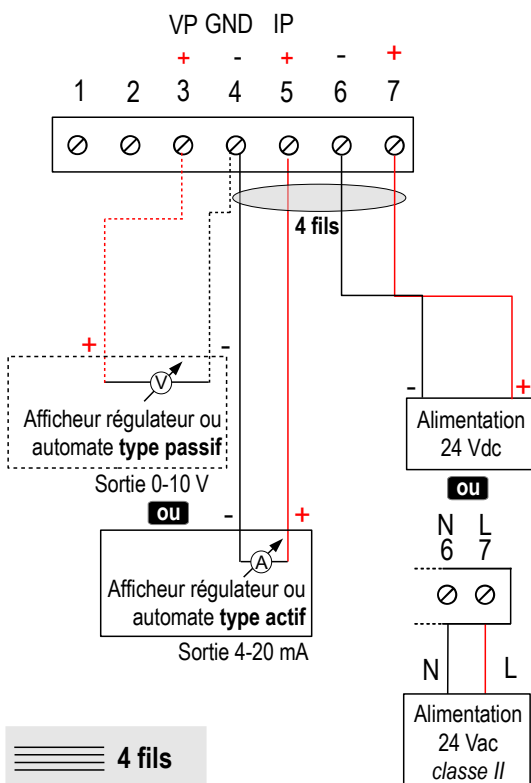 VP GND IP
+ - + - +
1 2 3 4 5 6 7
4 fils
+ -
V
Afficheur régulateur ou
automate type passif
Sortie 0-10 V
ou
- +
A
Afficheur régulateur ou
automate type actif
Sortie 4-20 mA
- +
Alimentation
24 Vdc
ou
N L
6 7
N L
Alimentation
24 Vac
classe II
4 fils